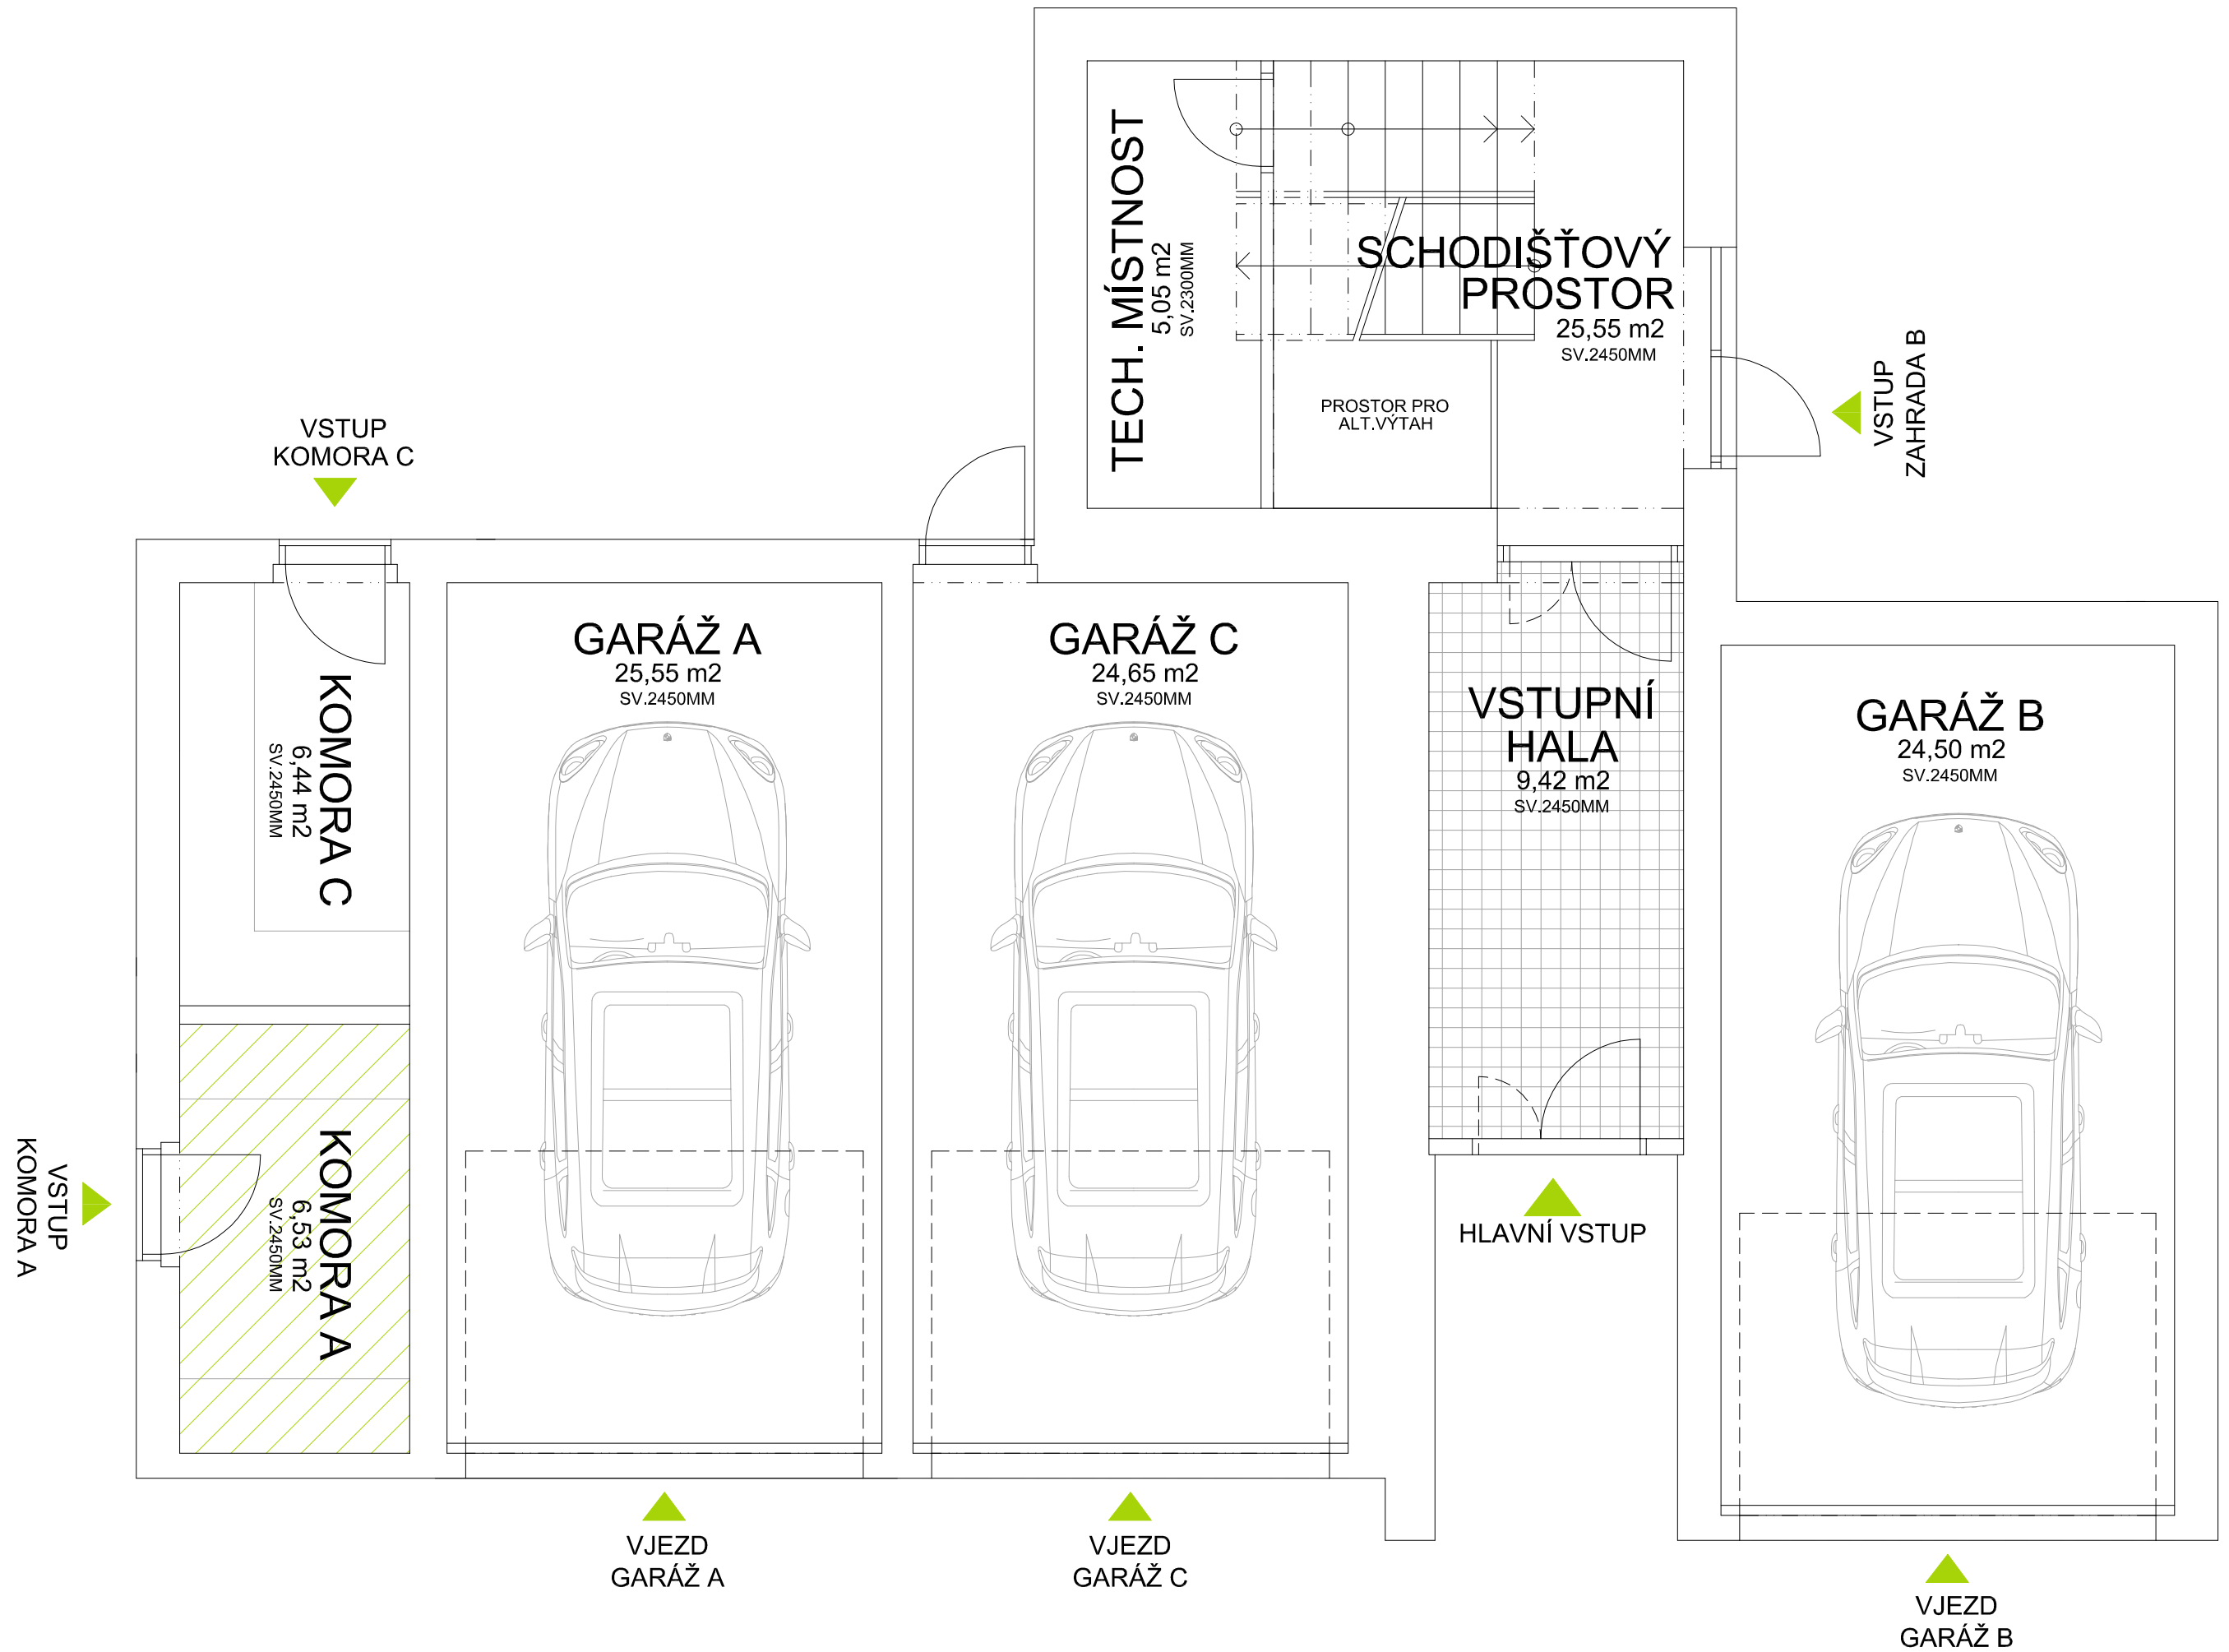 TECH. MÍSTNOST
5,05 m2
SV.2300MM
SCHODIŠŤOVÝ
PROSTOR
25,55 m2
SV.2450MM
PROSTOR PRO
ALT.VÝTAH
VSTUP
ZAHRADA B
VSTUP
KOMORA C
KOMORA C
6,44 m2
SV.2450MM
GARÁŽ A
25,55 m2
SV.2450MM
GARÁŽ C
24,65 m2
SV.2450MM
VSTUPNÍ
HALA
9,42 m2
SV.2450MM
GARÁŽ B
24,50 m2
SV.2450MM
VSTUP
KOMORA A
KOMORA A
6,53 m2
SV.2450MM
HLAVNÍ VSTUP
VJEZD
GARÁŽ A
VJEZD
GARÁŽ C
VJEZD
GARÁŽ B